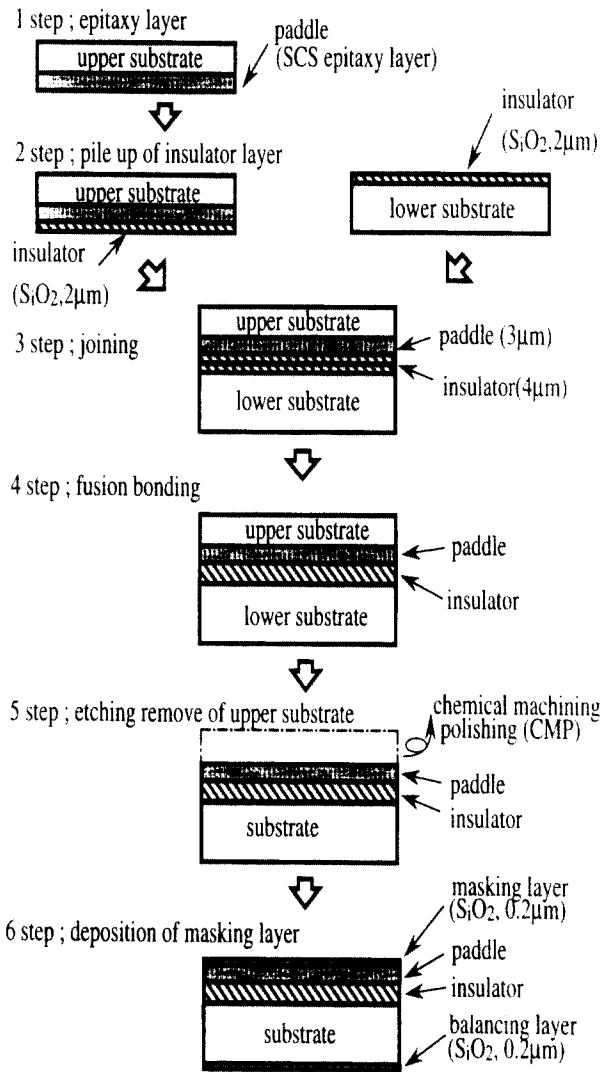 1 step ; epitaxy layer
upper substrate
paddle
(SCS epitaxy layer)
2 step ; pile up of insulator layer
upper substrate
insulator
(SiO2,2μm)
insulator
(SiO2,2μm)
lower substrate
3 step ; joining
upper substrate
lower substrate
paddle (3μm)
insulator(4μm)
4 step ; fusion bonding
upper substrate
lower substrate
paddle
insulator
5 step ; etching remove of upper substrate
chemical machining
polishing (CMP)
paddle
insulator
substrate
6 step ; deposition of masking layer
masking layer
(SiO2, 0.2μm)
paddle
insulator
substrate
balancing layer
(SiO2, 0.2μm)